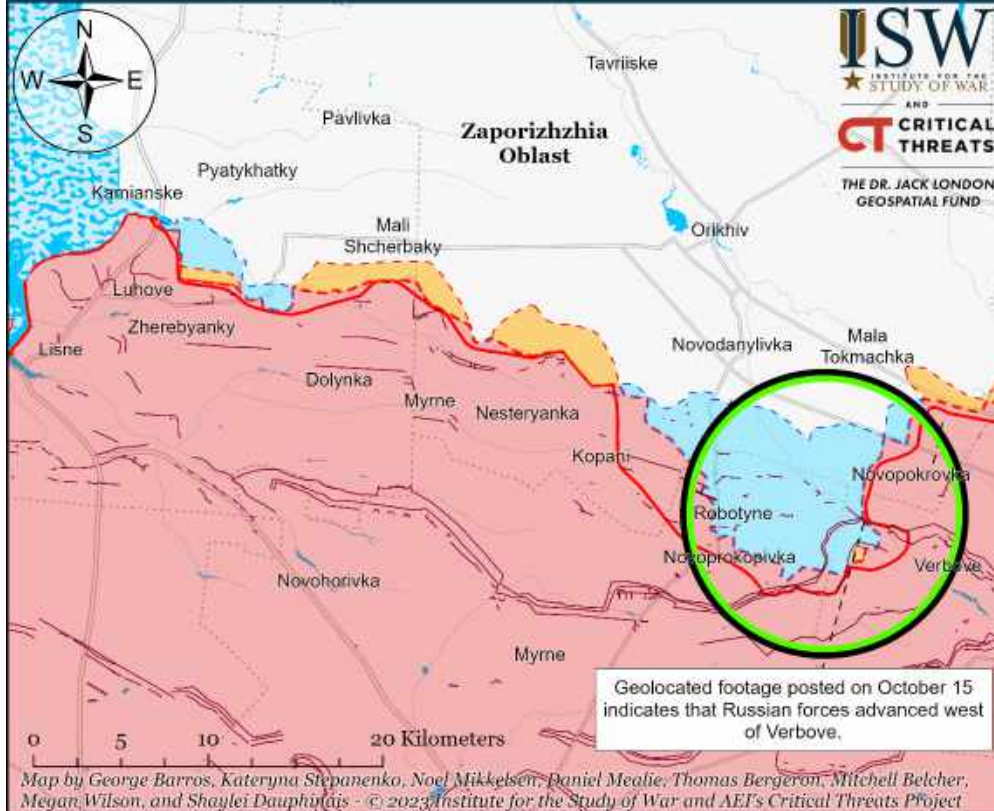 N
W E
S
ISW
INSTITUTE FOR THE
STUDY OF WAR
AND
CT CRITICAL
THREATS
THE DR. JACK LONDON
GEOSPATIAL FUND
Tavriiske
Pavlivka
Zaporizhzhia
Oblast
Pyatykhatky
Kamianske
Mali
Shcherbaky
Orikhiv
Luhove
Zherebyanky
Lisne
Novodanylivka
Mala
Tokmachka
Dolynka
Myrne
Nesteryanka
Kopani
Novopokrovka
Robotyne
Novoprokopivka
Verbove
Novohorivka
Myrne
Geolocated footage posted on October 15
indicates that Russian forces advanced west
of Verbove.
0 5 10 20 Kilometers
Map by George Barros, Kateryna Stepanenko, Noel Mikkelsen, Daniel Mealie, Thomas Bergeron, Mitchell Belcher,
Megan Wilson, and Shaylei Dauphinais - © 2023 Institute for the Study of War and AEI's Critical Threats Project